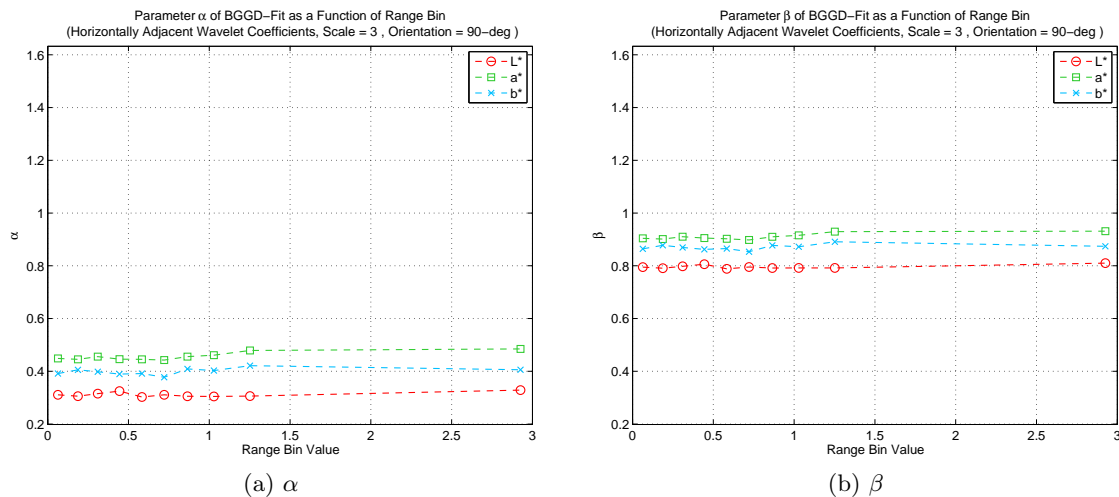 Parameter α of BGGD−Fit as a Function of Range Bin
(Horizontally Adjacent Wavelet Coefficients, Scale = 3 , Orientation = 90−deg )
1.6
1.4
1.2
1
0.8
0.6
0.4
0.2
α
0
0.5
1
1.5
2
2.5
3
Range Bin Value
L*
a*
b*
(a) α
Parameter β of BGGD−Fit as a Function of Range Bin
(Horizontally Adjacent Wavelet Coefficients, Scale = 3 , Orientation = 90−deg )
1.6
1.4
1.2
1
0.8
0.6
0.4
0.2
β
0
0.5
1
1.5
2
2.5
3
Range Bin Value
L*
a*
b*
(b) β